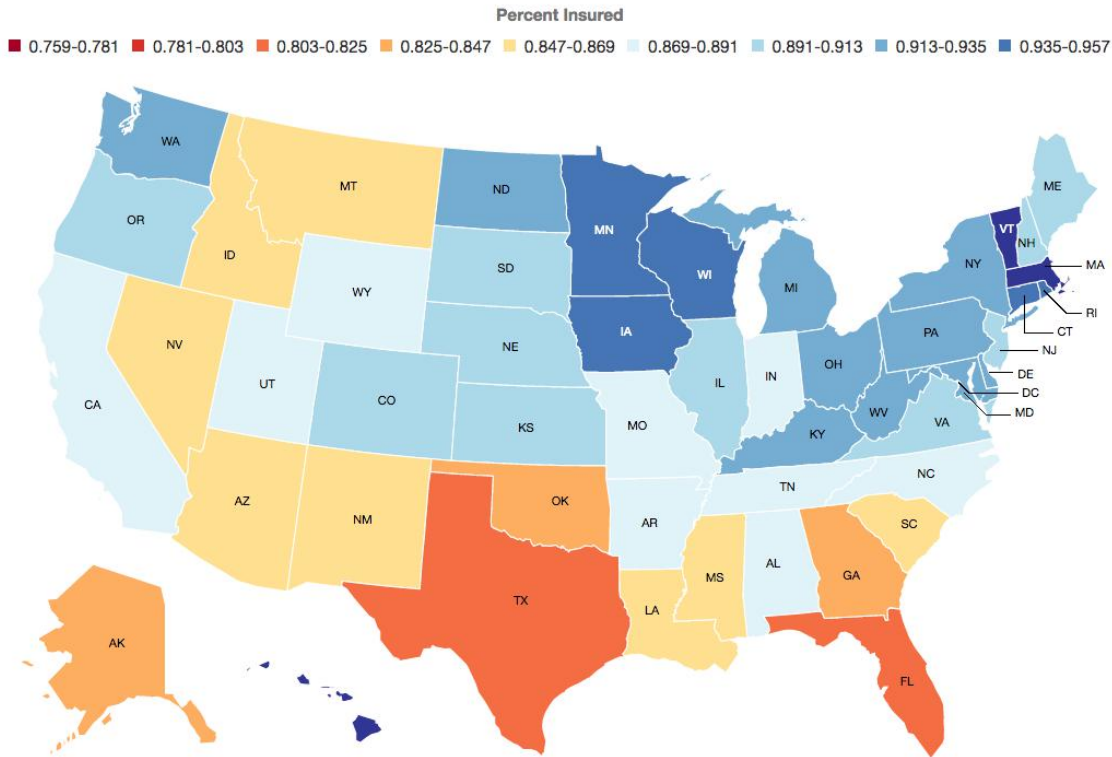 Percent Insured
0.759-0.781 0.781-0.803 0.803-0.825 0.825-0.847 0.847-0.869 0.869-0.891 0.891-0.913 0.913-0.935 0.935-0.957
WA
MT
ND
ME
OR
MN
VT
NH
ID
SD
WI
NY
MA
WY
MI
RI
CT
NV
NE
IA
PA
NJ
UT
CO
IL
IN
OH
DE
DC
CA
KS
MO
WV
VA
MD
KY
AZ
NM
OK
TN
NC
AR
SC
TX
MS
AL
GA
LA
AK
FL